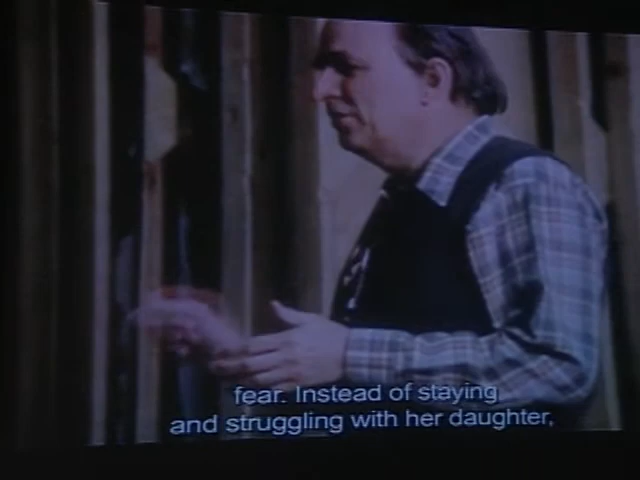 fear. Instead of staying
and struggling with her daughter,